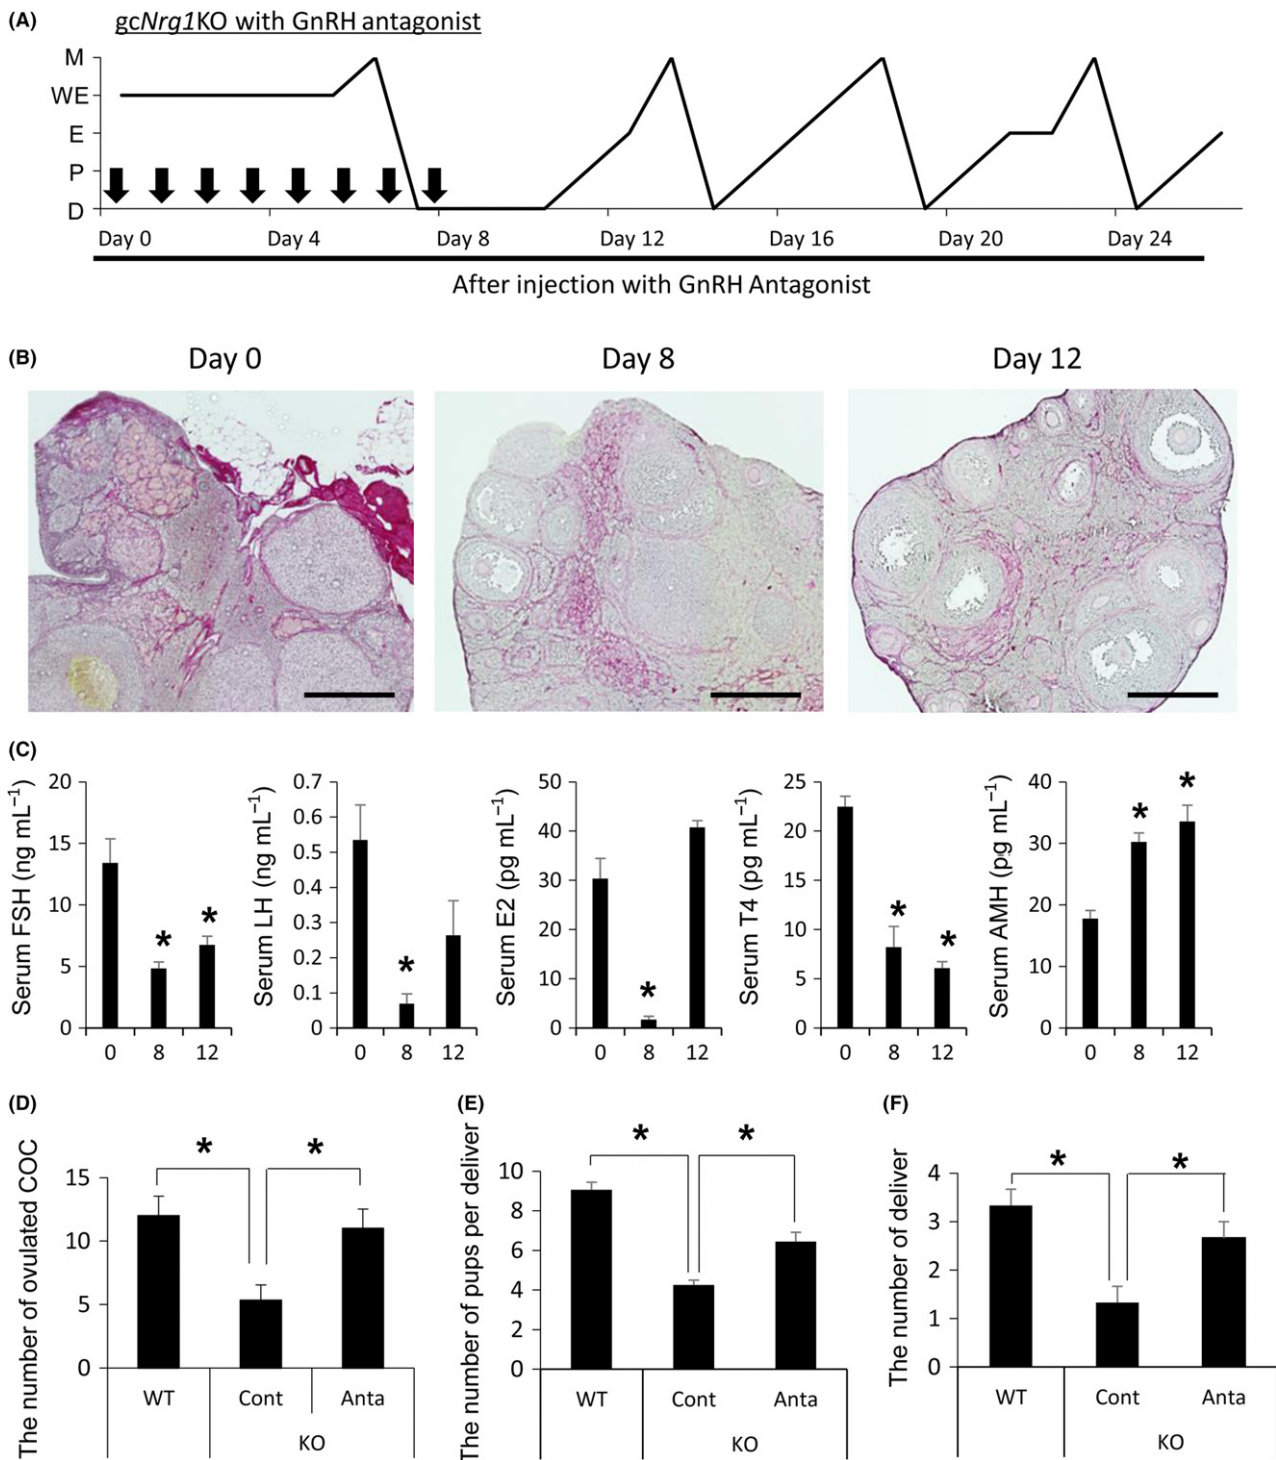 (A)
gcNrg1KO with GnRH antagonist
M
WE
E
P
D
Day 0 Day 4 Day 8 Day 12 Day 16 Day 20 Day 24
After injection with GnRH Antagonist
(B)
Day 0 Day 8 Day 12
(C)
Serum FSH (ng mL⁻¹)
20
15
10
5
0
0 8 12
*
*
Serum LH (ng mL⁻¹)
0.7
0.6
0.5
0.4
0.3
0.2
0.1
0
0 8 12
*
Serum E2 (pg mL⁻¹)
50
40
30
20
10
0
0 8 12
*
Serum T4 (pg mL⁻¹)
25
20
15
10
5
0
0 8 12
*
*
Serum AMH (pg mL⁻¹)
40
30
20
10
0
0 8 12
*
*
(D)
The number of ovulated COC
15
10
5
0
* *
WT Cont Anta
KO
(E)
The number of pups per deliver
10
8
6
4
2
0
* *
WT Cont Anta
KO
(F)
The number of deliver
4
3
2
1
0
* *
WT Cont Anta
KO